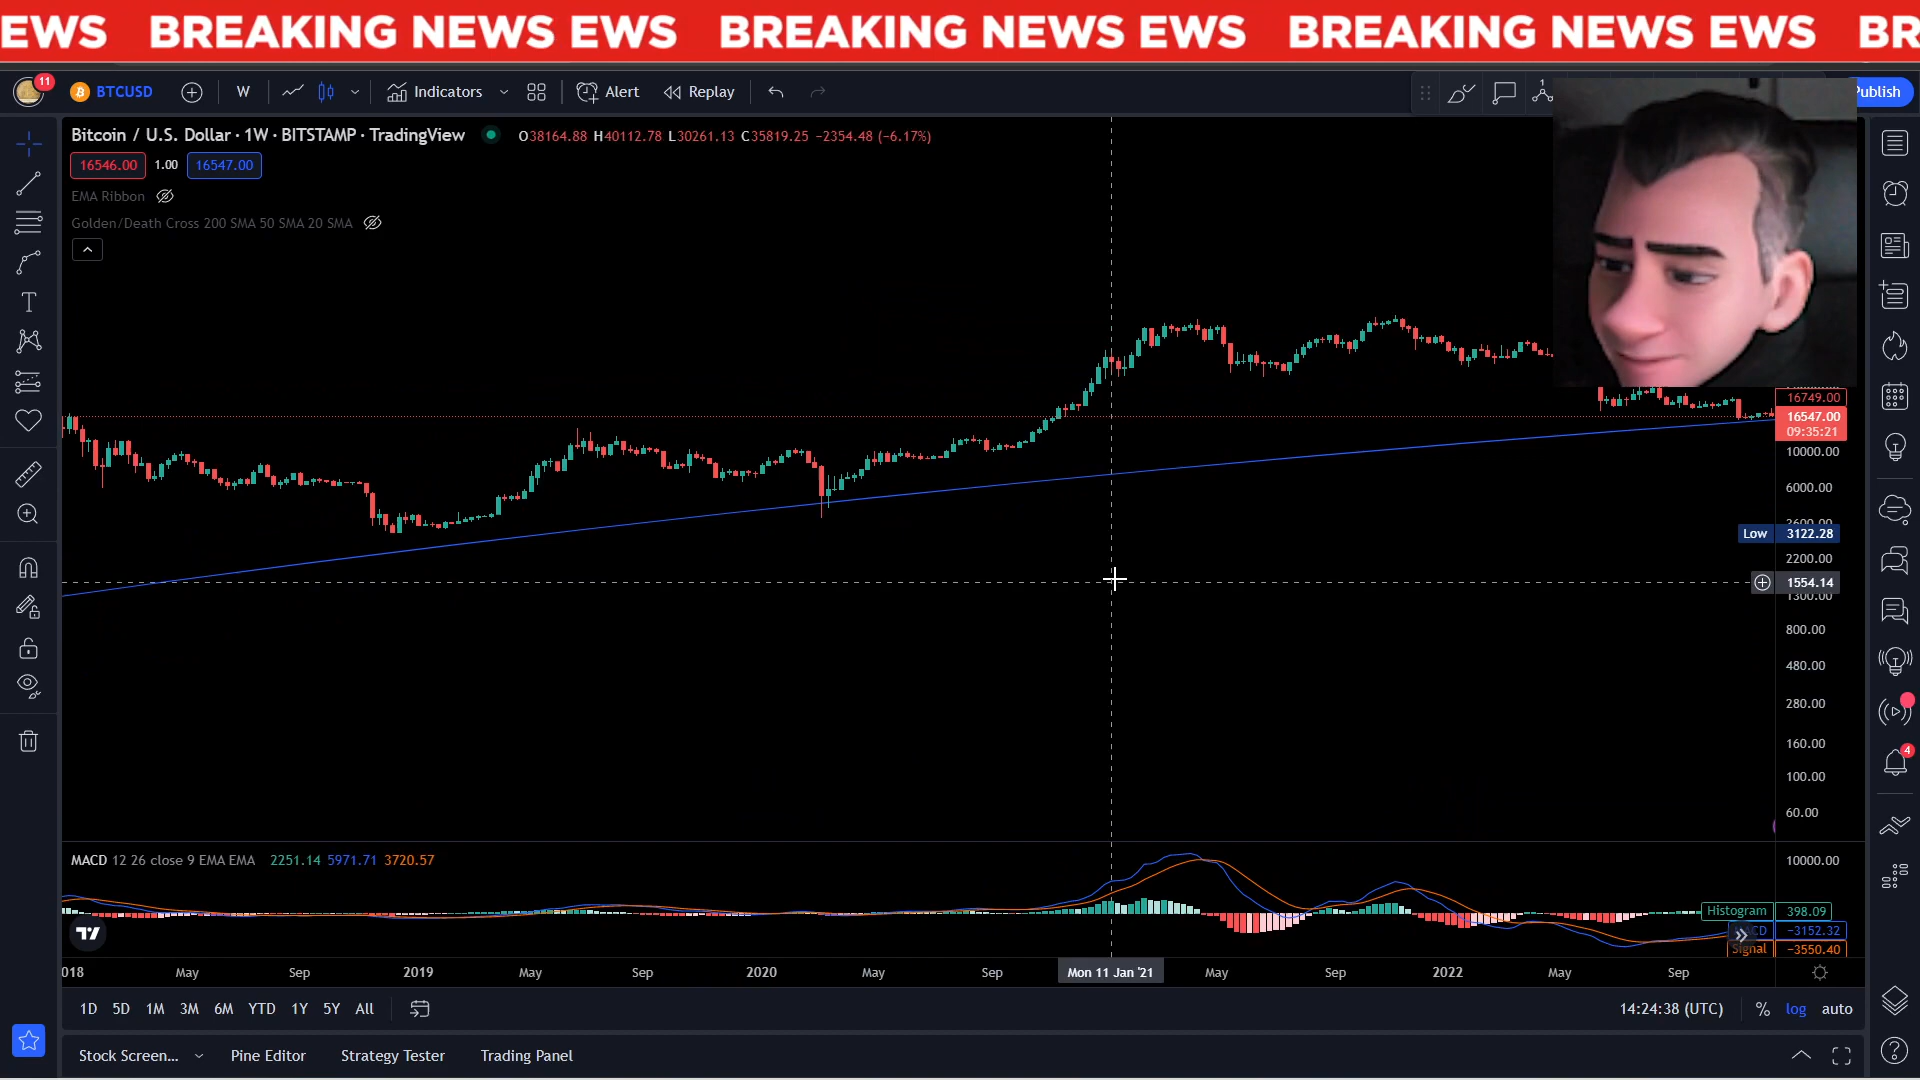 EWS BREAKING NEWS EWS BREAKING NEWS EWS BREAKING NEWS EWS BR
11 BTCUSD W Indicators Alert Replay 1 Publish
Bitcoin / U.S. Dollar · 1W · BITSTAMP · TradingView O38164.88 H40112.78 L30261.13 C35819.25 −2354.48 (−6.17%)
16546.00 1.00 16547.00
EMA Ribbon
Golden/Death Cross 200 SMA 50 SMA 20 SMA
16749.00
16547.00
09:35:21
10000.00
6000.00
Low 3122.28
2200.00
1554.14
1300.00
800.00
480.00
280.00
160.00
4
100.00
60.00
MACD 12 26 close 9 EMA EMA 2251.14 5971.71 3720.57
10000.00
Histogram 398.09
−3152.32
Signal −3550.40
018 May Sep 2019 May Sep 2020 May Sep Mon 11 Jan '21 May Sep 2022 May Sep
1D 5D 1M 3M 6M YTD 1Y 5Y All 14:24:38 (UTC) % log auto
Stock Screen... Pine Editor Strategy Tester Trading Panel